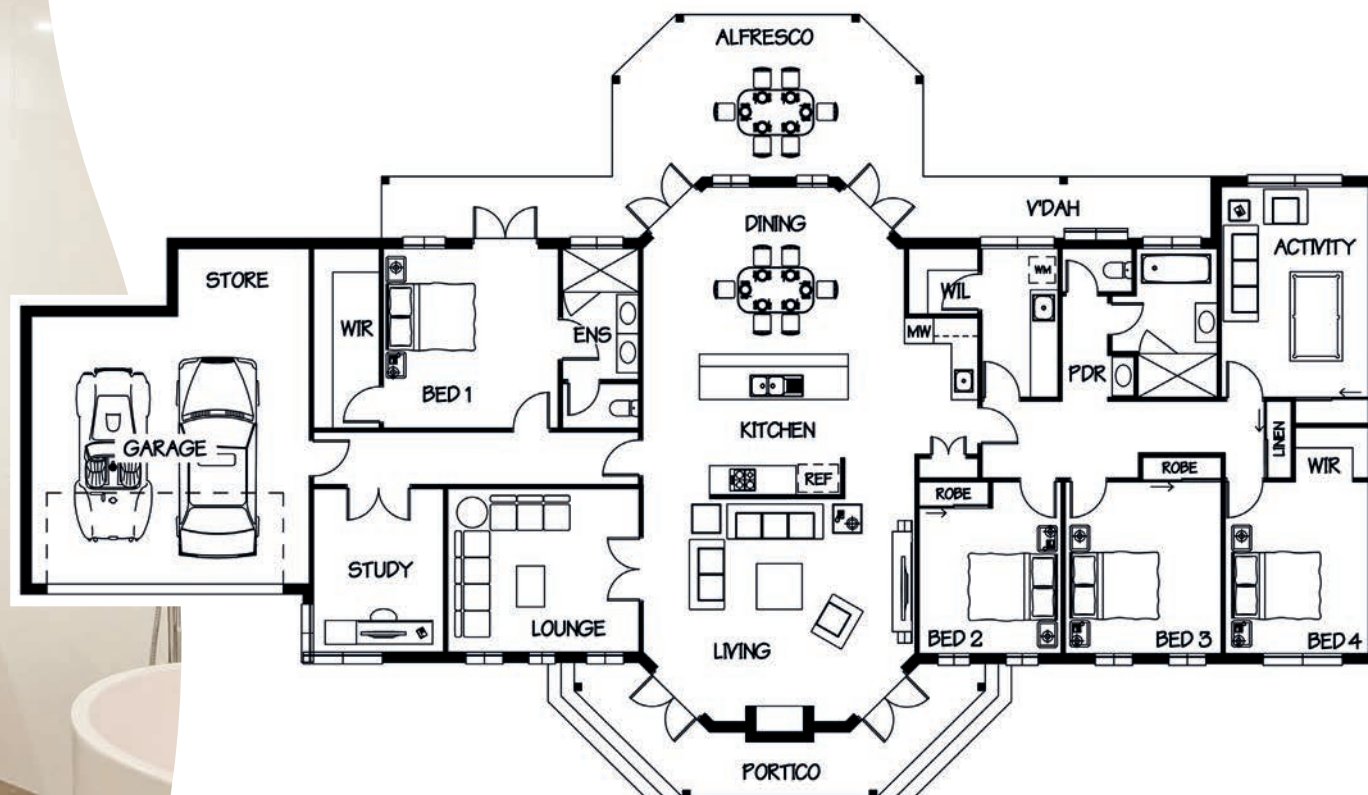 ALFRESCO
DINING
V'DAH
ACTIVITY
STORE
WIR
BED 1
ENS
WIL
WM
MW
PDR
GARAGE
KITCHEN
REF
LINEN
WIR
ROBE
ROBE
STUDY
LOUNGE
LIVING
BED 2
BED 3
BED 4
PORTICO